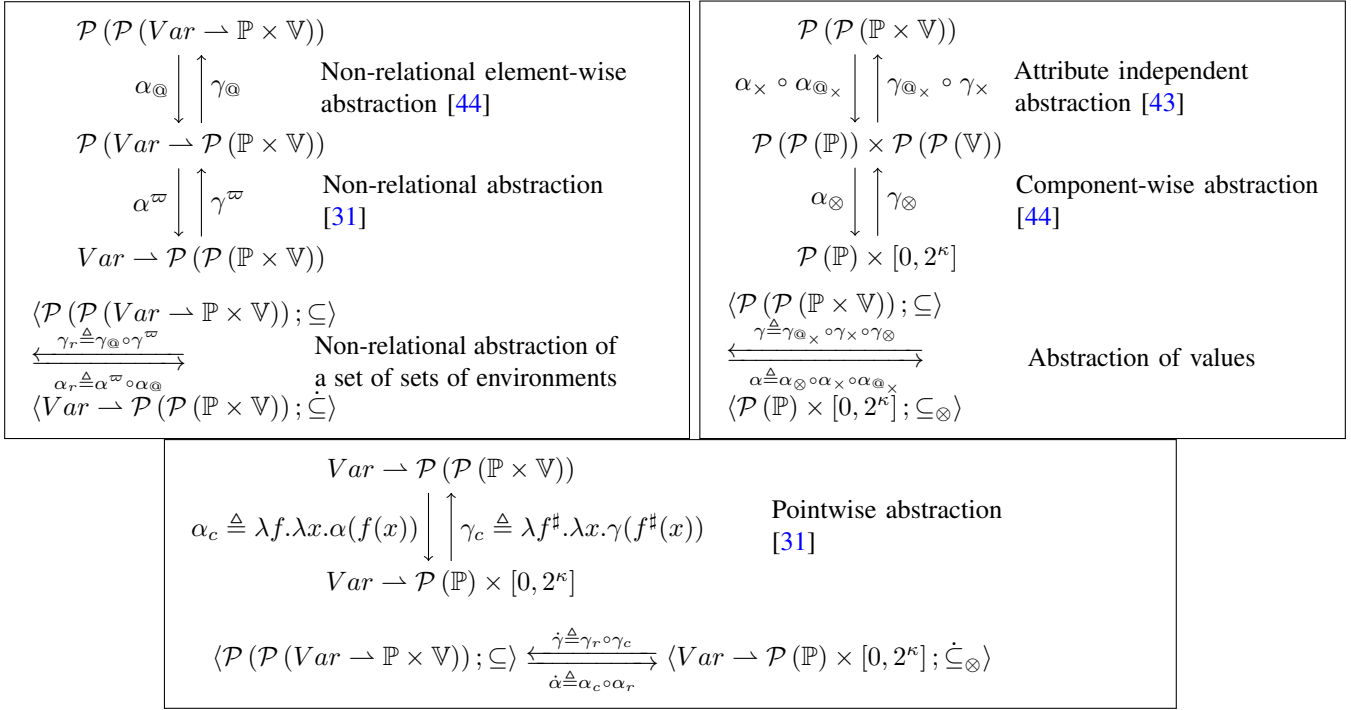 𝒫 (𝒫 (Var ⇀ ℙ × 𝕍))
α_@ γ_@ Non-relational element-wise
abstraction [44]
𝒫 (Var ⇀ 𝒫 (ℙ × 𝕍))
α^ϖ γ^ϖ Non-relational abstraction
[31]
Var ⇀ 𝒫 (𝒫 (ℙ × 𝕍))
⟨𝒫 (𝒫 (Var ⇀ ℙ × 𝕍)) ; ⊆⟩
γ_r ≜ γ_@ ∘ γ^ϖ Non-relational abstraction of
α_r ≜ α^ϖ ∘ α_@ a set of sets of environments
⟨Var ⇀ 𝒫 (𝒫 (ℙ × 𝕍)) ; ⊆̇⟩
𝒫 (𝒫 (ℙ × 𝕍))
α_× ∘ α_{@_×} γ_{@_×} ∘ γ_× Attribute independent
abstraction [43]
𝒫 (𝒫 (ℙ)) × 𝒫 (𝒫 (𝕍))
α_⊗ γ_⊗ Component-wise abstraction
[44]
𝒫 (ℙ) × [0, 2^κ]
⟨𝒫 (𝒫 (ℙ × 𝕍)) ; ⊆⟩
γ ≜ γ_{@_×} ∘ γ_× ∘ γ_⊗
α ≜ α_⊗ ∘ α_× ∘ α_{@_×} Abstraction of values
⟨𝒫 (ℙ) × [0, 2^κ] ; ⊆_⊗⟩
Var ⇀ 𝒫 (𝒫 (ℙ × 𝕍))
α_c ≜ λf.λx.α(f(x)) γ_c ≜ λf^♯.λx.γ(f^♯(x)) Pointwise abstraction
[31]
Var ⇀ 𝒫 (ℙ) × [0, 2^κ]
γ̇ ≜ γ_r ∘ γ_c
⟨𝒫 (𝒫 (Var ⇀ ℙ × 𝕍)) ; ⊆⟩ ⟨Var ⇀ 𝒫 (ℙ) × [0, 2^κ] ; ⊆̇_⊗⟩
α̇ ≜ α_c ∘ α_r